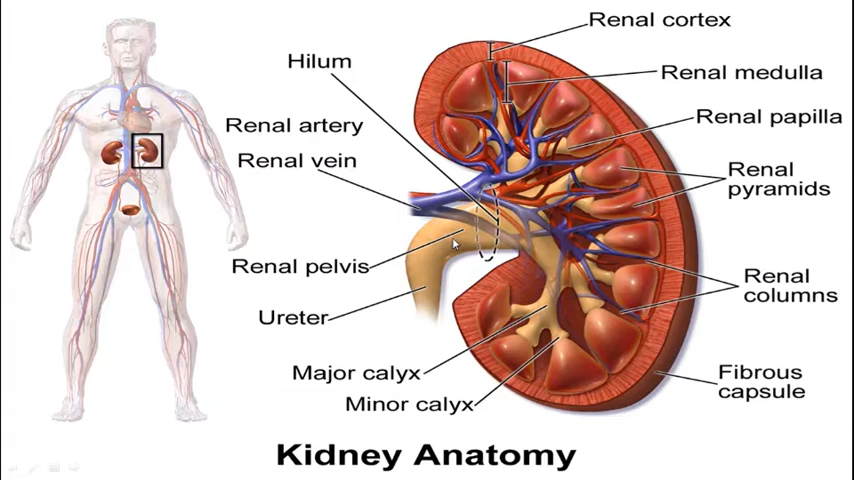 Renal cortex
Hilum
Renal medulla
Renal artery
Renal papilla
Renal vein
Renal
pyramids
Renal pelvis
Renal
columns
Ureter
Major calyx
Fibrous
capsule
Minor calyx
Kidney Anatomy